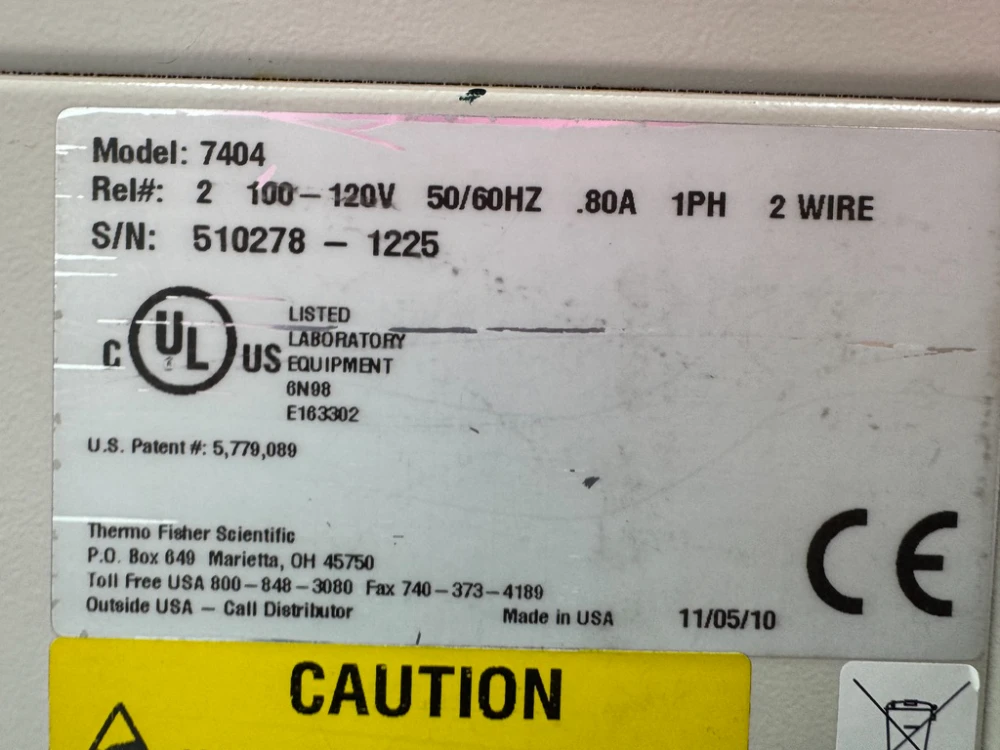 Model: 7404
Rel#: 2 100-120V 50/60HZ .80A 1PH 2 WIRE
S/N: 510278 - 1225
C UL US
LISTED
LABORATORY
EQUIPMENT
6N98
E163302
U.S. Patent #: 5,779,089
Thermo Fisher Scientific
P.O. Box 649 Marietta, OH 45750
Toll Free USA 800-848-3080 Fax 740-373-4189
Outside USA - Call Distributor
Made in USA 11/05/10
CE
CAUTION